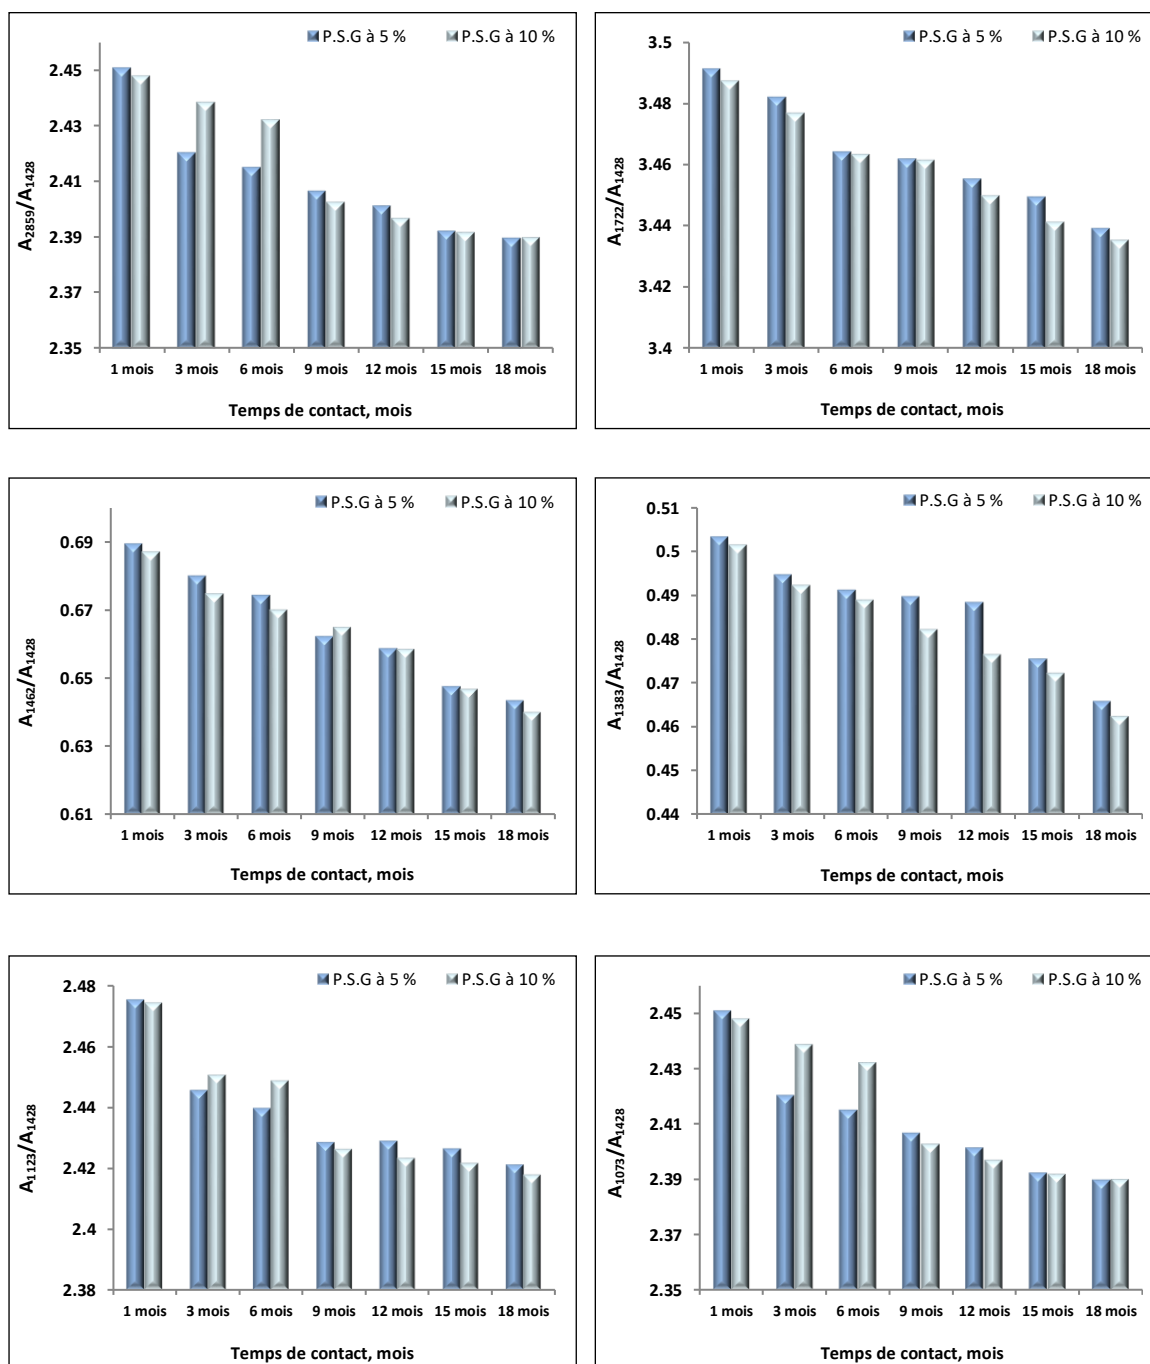 P.S.G à 5 % P.S.G à 10 %
2.45
2.43
2.41
2.39
2.37
2.35
A2859/A1428
1 mois 3 mois 6 mois 9 mois 12 mois 15 mois 18 mois
Temps de contact, mois
P.S.G à 5 % P.S.G à 10 %
3.5
3.48
3.46
3.44
3.42
3.4
A1722/A1428
1 mois 3 mois 6 mois 9 mois 12 mois 15 mois 18 mois
Temps de contact, mois
P.S.G à 5 % P.S.G à 10 %
0.69
0.67
0.65
0.63
0.61
A1462/A1428
1 mois 3 mois 6 mois 9 mois 12 mois 15 mois 18 mois
Temps de contact, mois
P.S.G à 5 % P.S.G à 10 %
0.51
0.5
0.49
0.48
0.47
0.46
0.45
0.44
A1383/A1428
1 mois 3 mois 6 mois 9 mois 12 mois 15 mois 18 mois
Temps de contact, mois
P.S.G à 5 % P.S.G à 10 %
2.48
2.46
2.44
2.42
2.4
2.38
A1123/A1428
1 mois 3 mois 6 mois 9 mois 12 mois 15 mois 18 mois
Temps de contact, mois
P.S.G à 5 % P.S.G à 10 %
2.45
2.43
2.41
2.39
2.37
2.35
A1073/A1428
1 mois 3 mois 6 mois 9 mois 12 mois 15 mois 18 mois
Temps de contact, mois